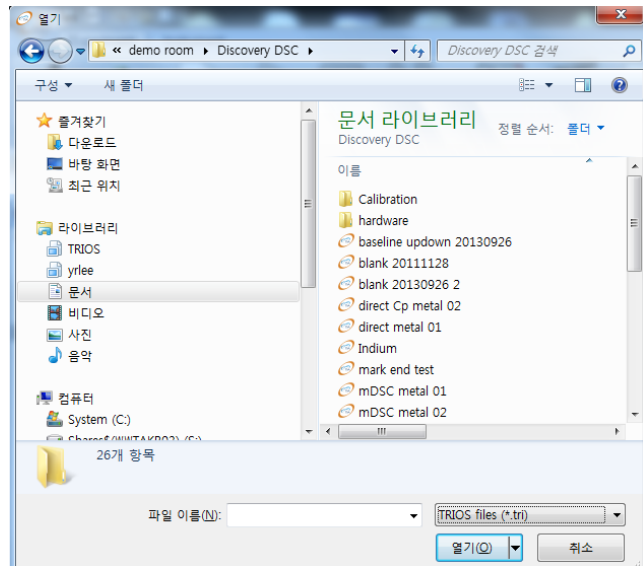 열기
« demo room ▸ Discovery DSC ▸
Discovery DSC 검색
구성 ▼ 새 폴더
즐겨찾기
다운로드
바탕 화면
최근 위치
라이브러리
TRIOS
yrlee
문서
비디오
사진
음악
컴퓨터
System (C:)
문서 라이브러리
Discovery DSC
정렬 순서: 폴더 ▼
이름
Calibration
hardware
baseline updown 20130926
blank 20111128
blank 20130926 2
direct Cp metal 02
direct metal 01
Indium
mark end test
mDSC metal 01
mDSC metal 02
26개 항목
파일 이름(N):
TRIOS files (*.tri)
열기(O)
취소